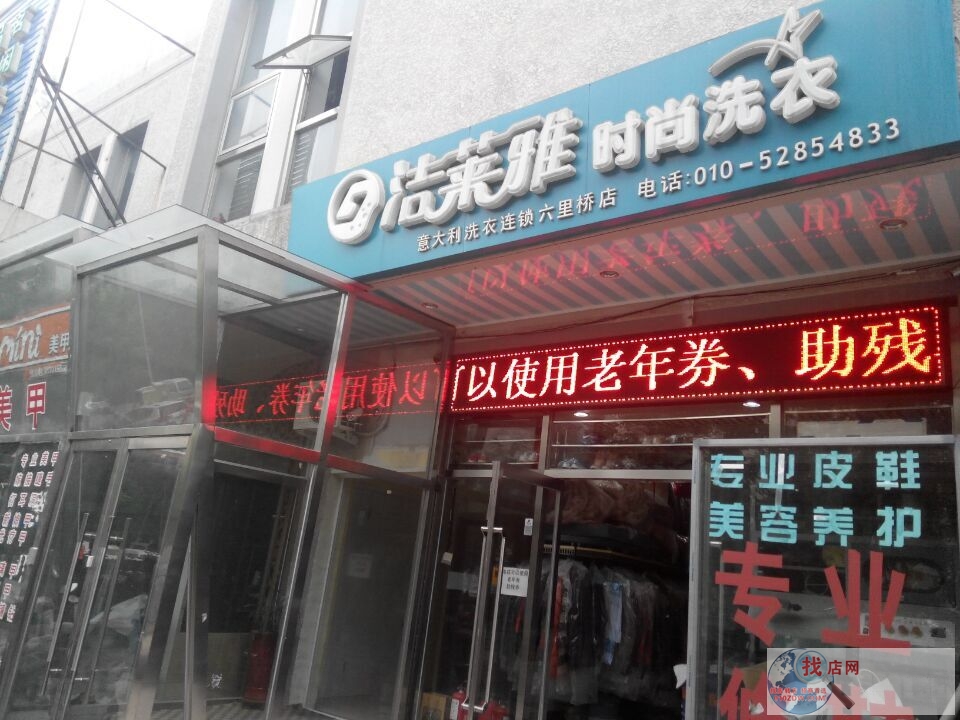 洁莱雅 时尚洗衣
意大利洗衣连锁六里桥店 电话:010-52854833
可以使用老年券、助残
mini 美甲
美甲
专业皮鞋
美容养护
专业
找店网